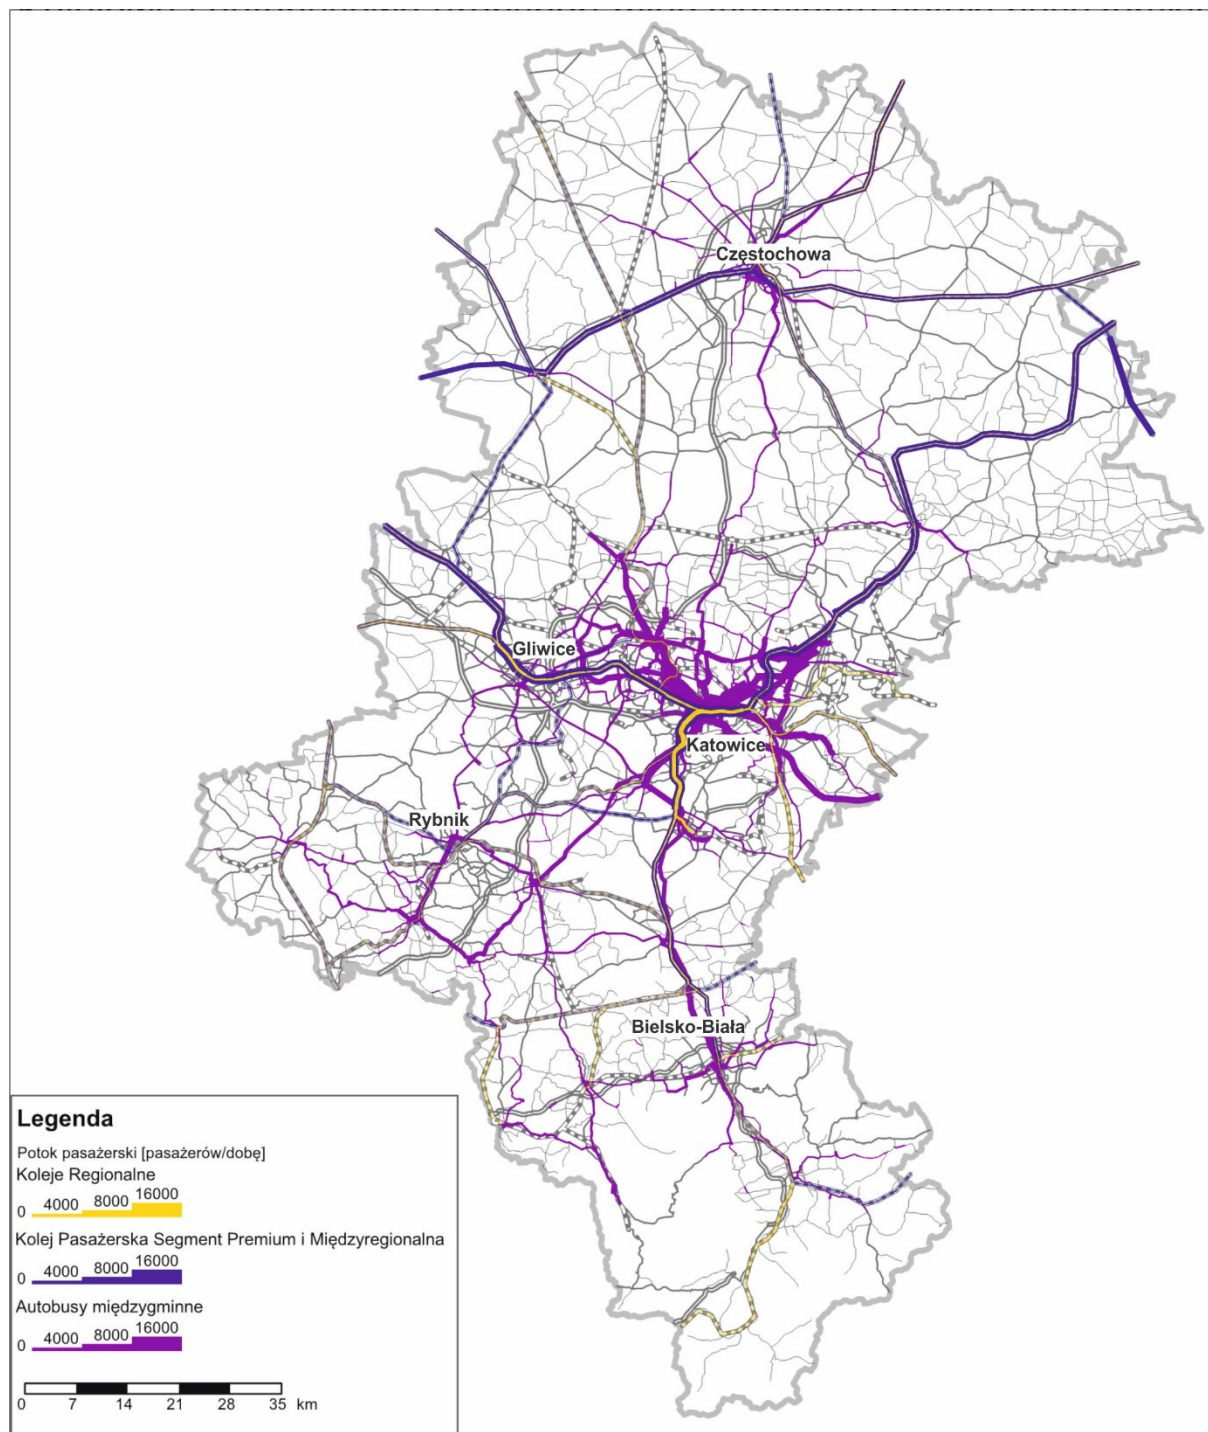 Częstochowa
Gliwice
Katowice
Rybnik
Bielsko-Biała
Legenda
Potok pasażerski [pasażerów/dobę]
Koleje Regionalne
0 4000 8000 16000
Kolej Pasażerska Segment Premium i Międzyregionalna
0 4000 8000 16000
Autobusy międzygminne
0 4000 8000 16000
0 7 14 21 28 35 km